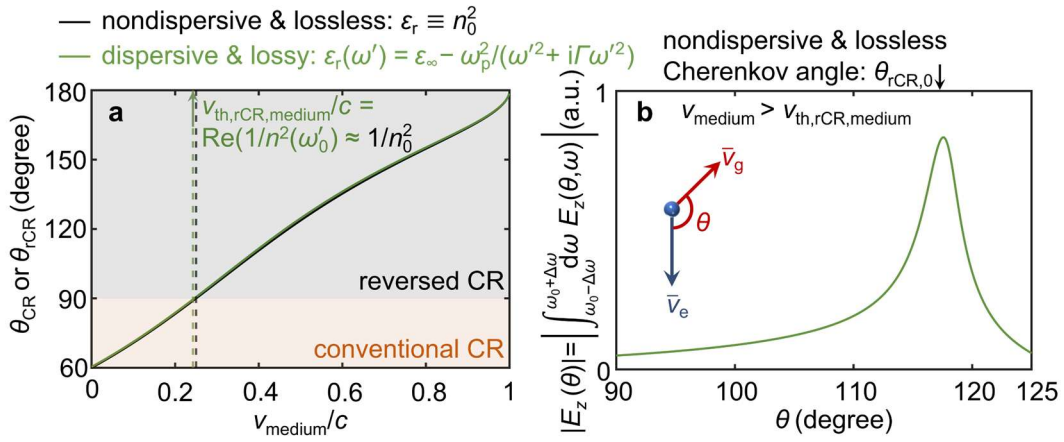 nondispersive & lossless: εr ≡ n0²
dispersive & lossy: εr(ω′) = ε∞ − ωp²/(ω′² + iΓω′²)
nondispersive & lossless
Cherenkov angle: θrCR,0
a
vth,rCR,medium/c =
Re(1/n²(ω′0) ≈ 1/n0²
reversed CR
conventional CR
θCR or θrCR (degree)
180
150
120
90
60
0
0.2
0.4
0.6
0.8
1
vmedium/c
b
vmedium > vth,rCR,medium
v̄g
θ
v̄e
|Ez(θ)| = |∫ω0−Δω^ω0+Δω dω Ez(θ,ω)| (a.u.)
1
0
90
100
110
120
125
θ (degree)